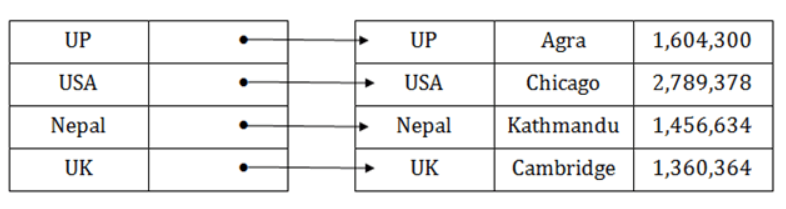 UP UP Agra 1,604,300
USA USA Chicago 2,789,378
Nepal Nepal Kathmandu 1,456,634
UK UK Cambridge 1,360,364